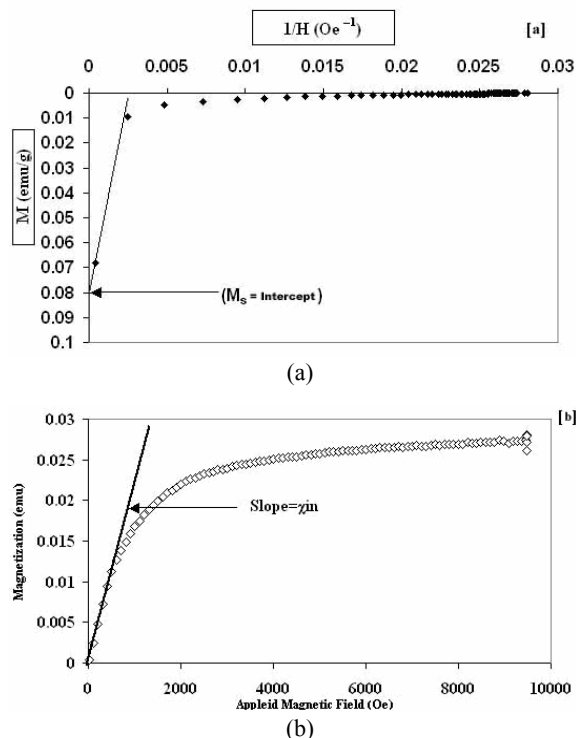 1/H (Oe⁻¹)
[a]
0 0.005 0.01 0.015 0.02 0.025 0.03
0
0.01
0.02
0.03
0.04
0.05
0.06
0.07
0.08
0.09
0.1
M (emu/g)
(Ms = Intercept)
(a)
[b]
0.03
0.025
0.02
0.015
0.01
0.005
0
Magnetization (emu)
Slope=χin
0 2000 4000 6000 8000 10000
Appleid Magnetic Field (Oe)
(b)